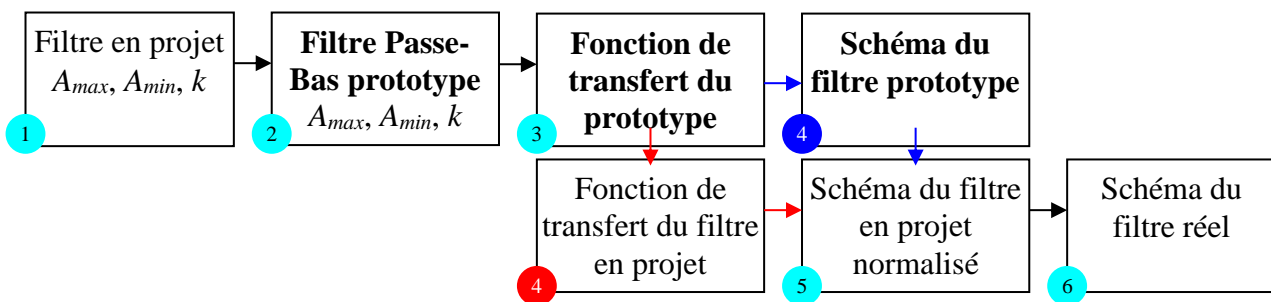 Filtre en projet
Amax, Amin, k
1
Filtre Passe-
Bas prototype
Amax, Amin, k
2
Fonction de
transfert du
prototype
3
Schéma du
filtre prototype
4
Fonction de
transfert du filtre
en projet
4
Schéma du filtre
en projet
normalisé
5
Schéma du
filtre réel
6